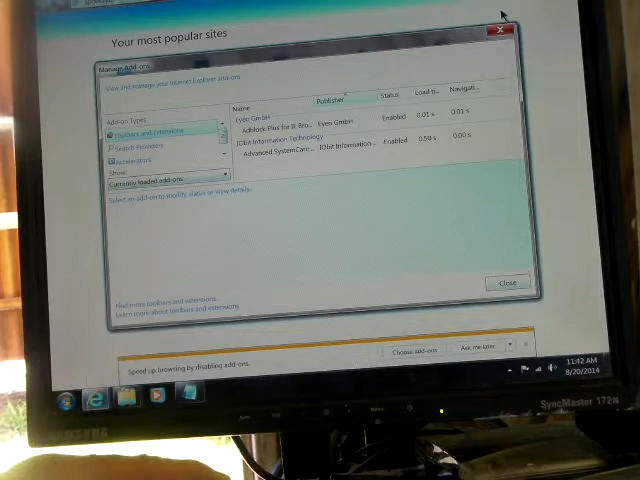 Your most popular sites
Manage Add-ons
View and manage your Internet Explorer add-ons
Add-on Types
Toolbars and Extensions
Search Providers
Accelerators
Show:
Currently loaded add-ons
Name Publisher Status Load ti... Navigati...
Eyeo GmbH
Adblock Plus for IE Bro... Eyeo GmbH Enabled 0.01 s 0.01 s
IObit Information Technology
Advanced SystemCare ... IObit Information ... Enabled 0.50 s 0.00 s
Select an add-on to modify status or view details.
Find more toolbars and extensions...
Learn more about toolbars and extensions
Close
Speed up browsing by disabling add-ons.
Choose add-ons
Ask me later
11:42 AM
8/20/2014
SAMSUNG
SyncMaster 172N